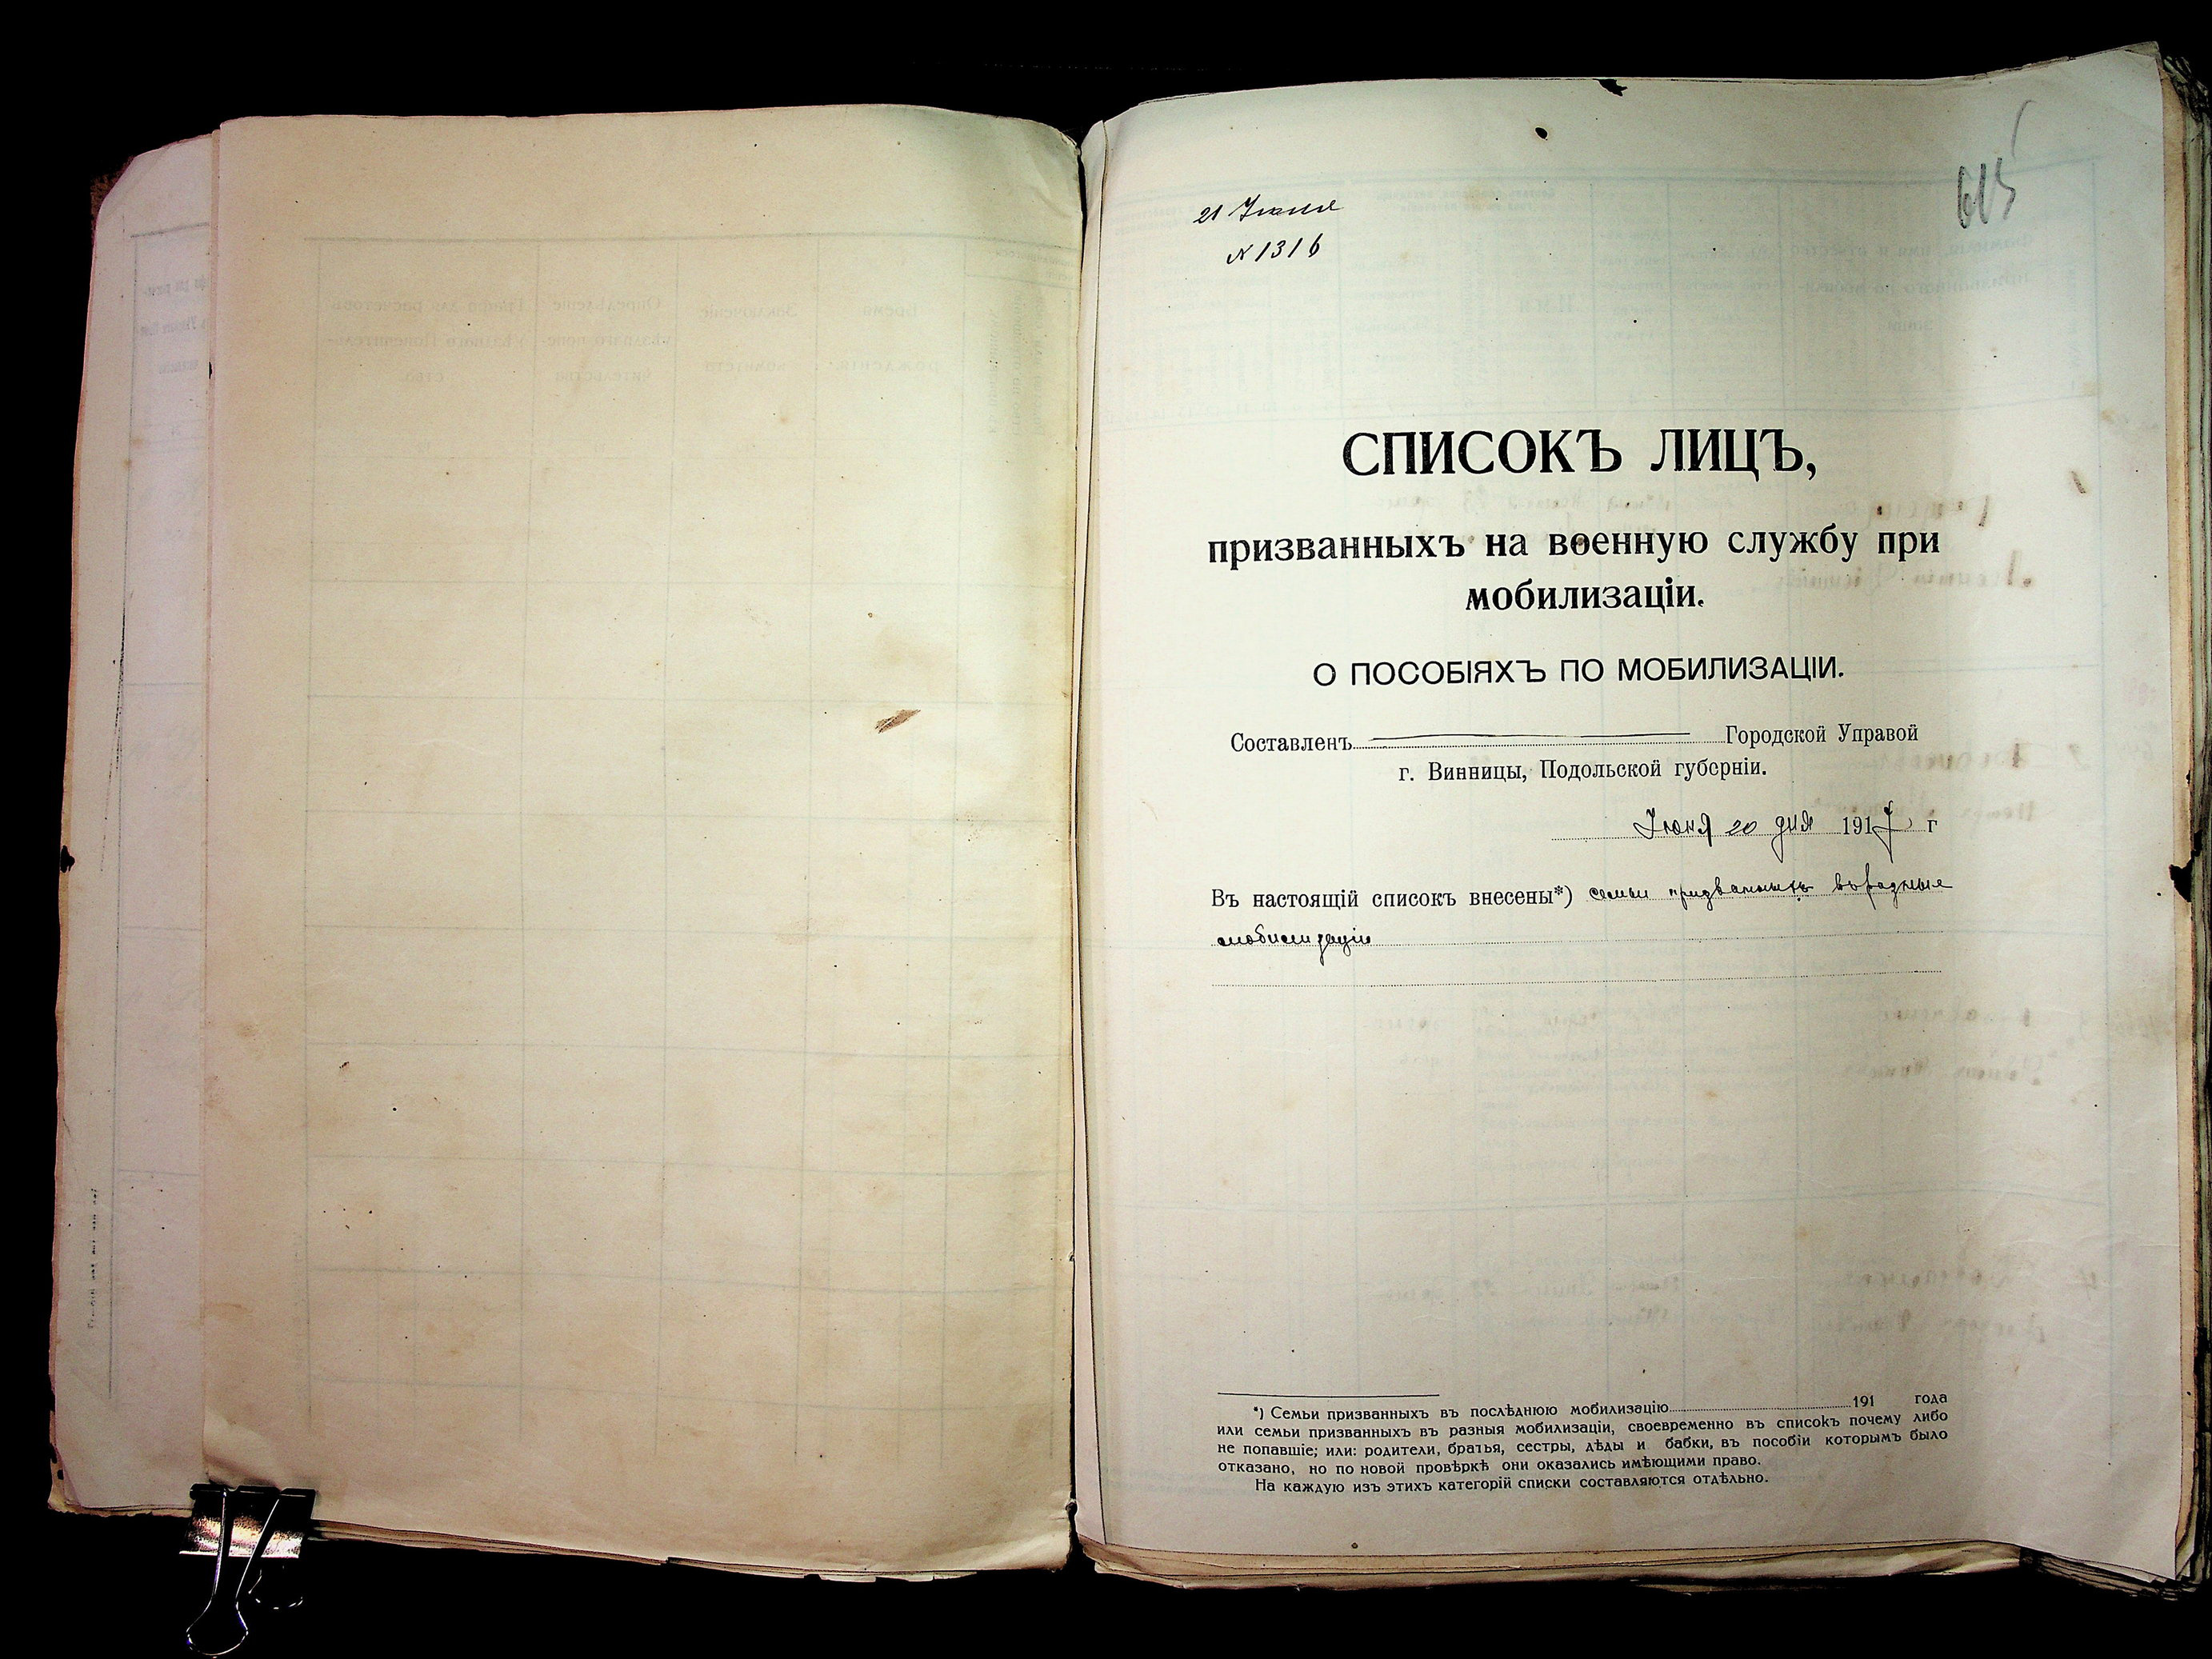 21 Июня
№ 1316
615
СПИСОКЪ ЛИЦЪ,
призванныхъ на военную службу при
мобилизаціи.
О ПОСОБІЯХЪ ПО МОБИЛИЗАЦІИ.
Составленъ Городской Управой
г. Винницы, Подольской губерніи.
Июня 20 дня 1917 г
Въ настоящій списокъ внесены*) семьи призванныхъ въ разные
мобилизаціи
*) Семьи призванныхъ въ послѣднюю мобилизацію 191 года
или семьи призванныхъ въ разныя мобилизаціи, своевременно въ списокъ почему либо
не попавшіе; или: родители, братья, сестры, дѣды и бабки, въ пособіи которымъ было
отказано, но по новой провѣркѣ они оказались имѣющими право.
На каждую изъ этихъ категорій списки составляются отдѣльно.